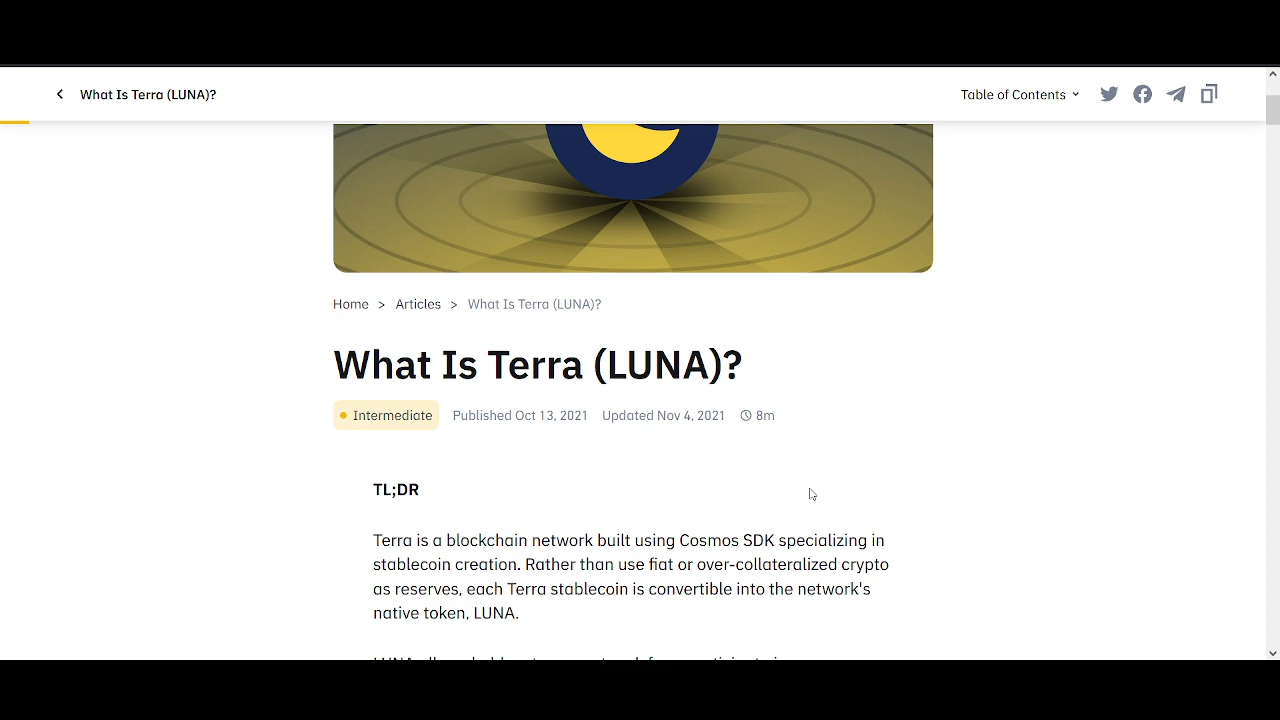 What Is Terra (LUNA)?
Table of Contents
Home > Articles > What Is Terra (LUNA)?
What Is Terra (LUNA)?
Intermediate Published Oct 13, 2021 Updated Nov 4, 2021 8m
TL;DR
Terra is a blockchain network built using Cosmos SDK specializing in
stablecoin creation. Rather than use fiat or over-collateralized crypto
as reserves, each Terra stablecoin is convertible into the network's
native token, LUNA.